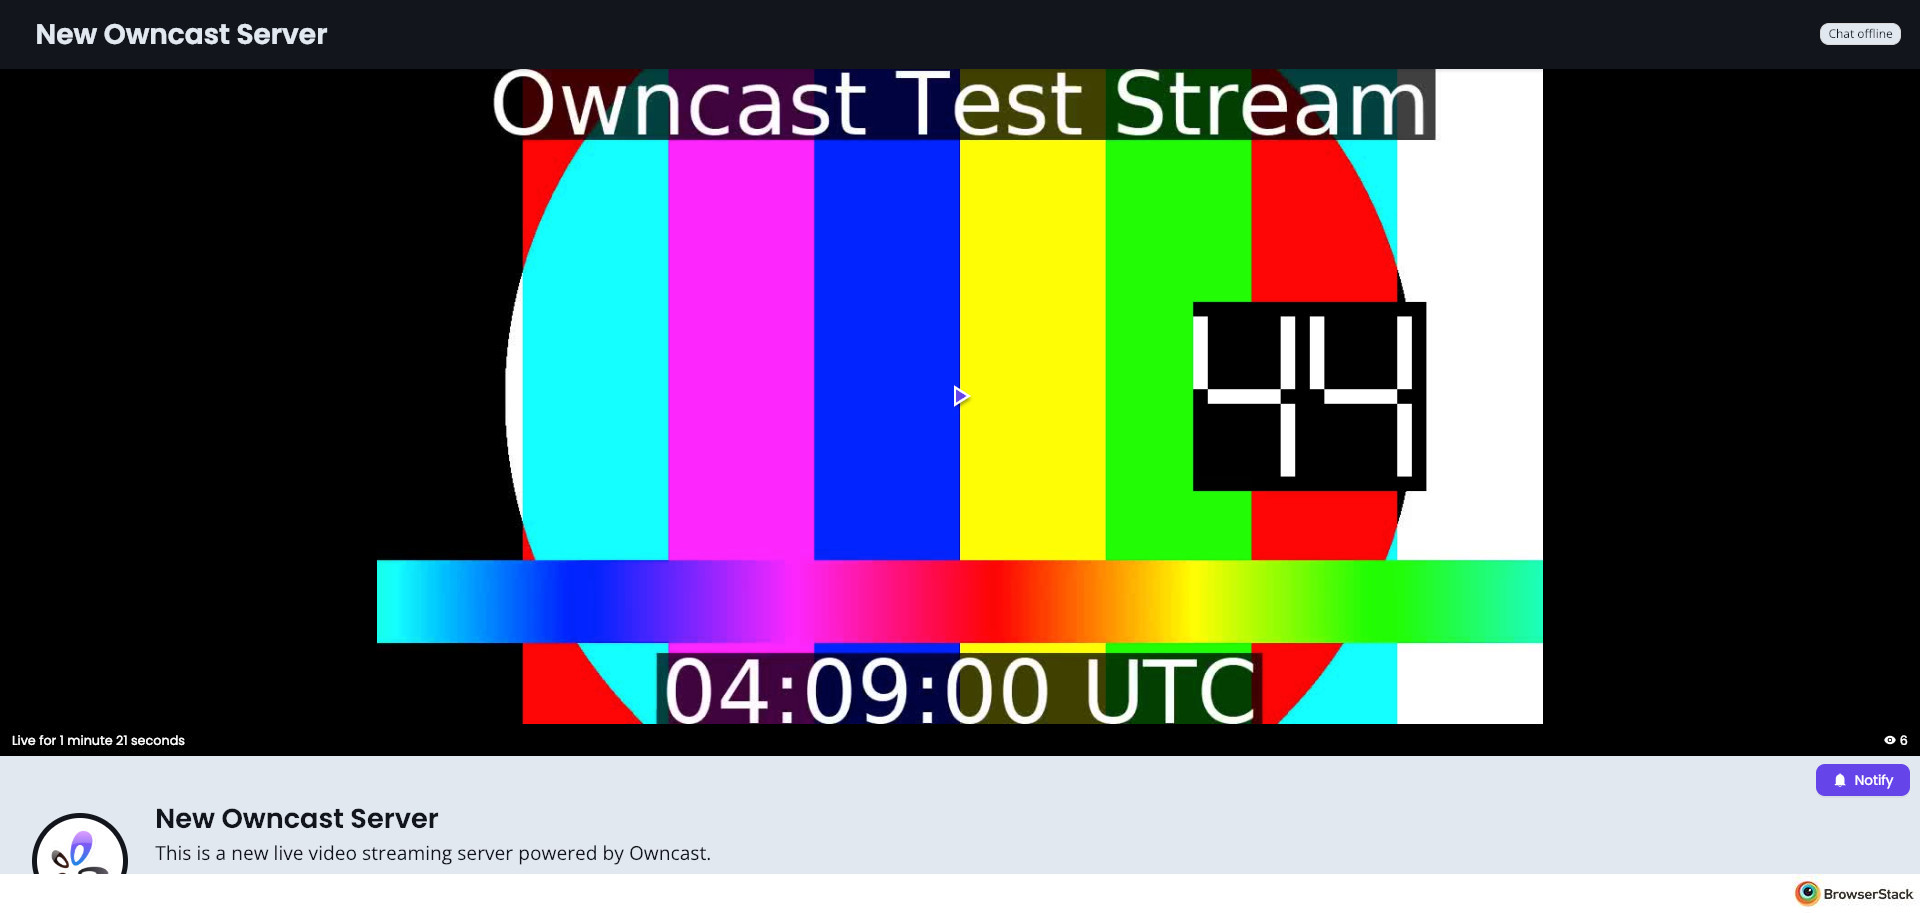 New Owncast Server
Chat offline
Owncast Test Stream
44
04:09:00 UTC
Live for 1 minute 21 seconds
6
Notify
New Owncast Server
This is a new live video streaming server powered by Owncast.
BrowserStack